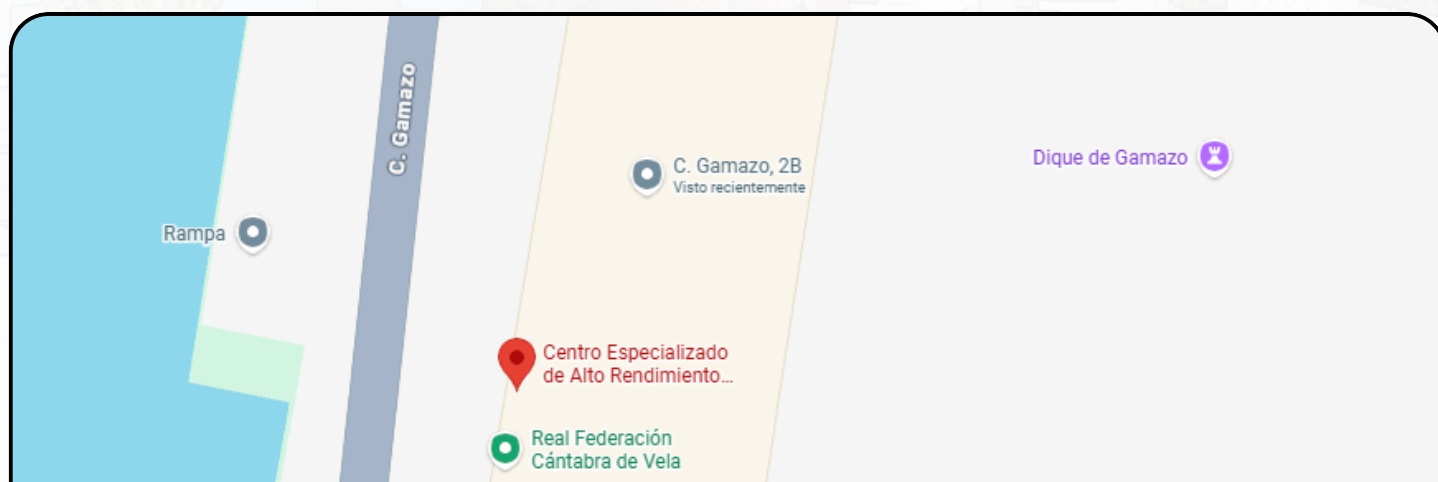 C. Gamazo
C. Gamazo, 2B
Visto recientemente
Dique de Gamazo
Rampa
Centro Especializado
de Alto Rendimiento...
Real Federación
Cántabra de Vela